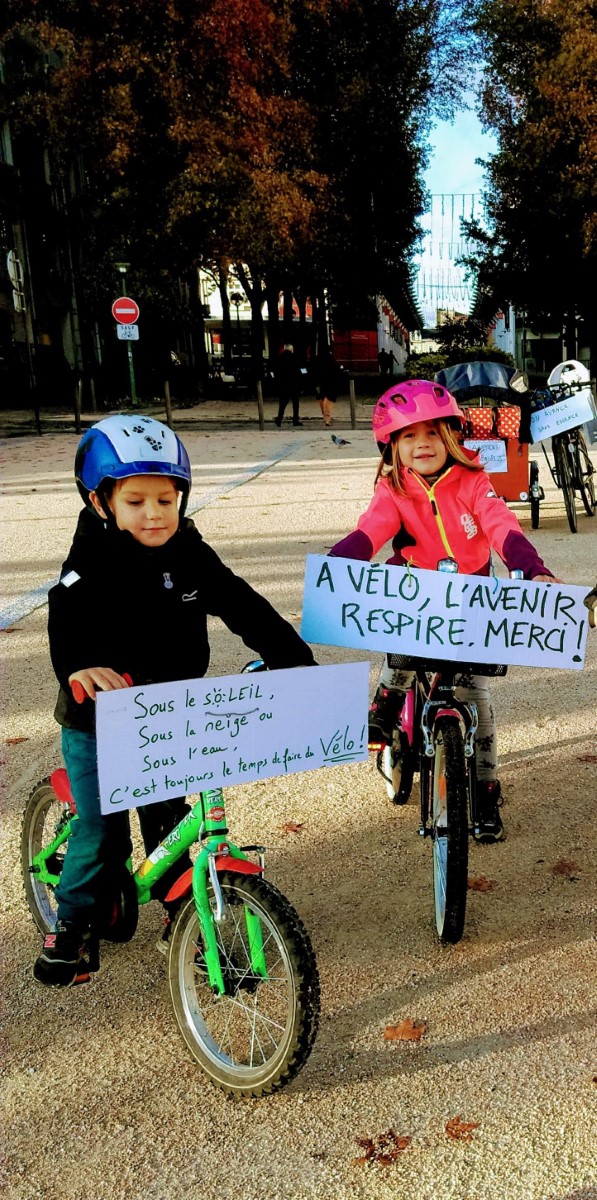 Sous le SOLEIL,
Sous la neige ou
Sous l'eau,
C'est toujours le temps de faire du Vélo!
A VÉLO, L'AVENIR
RESPIRE. MERCI!
SANS